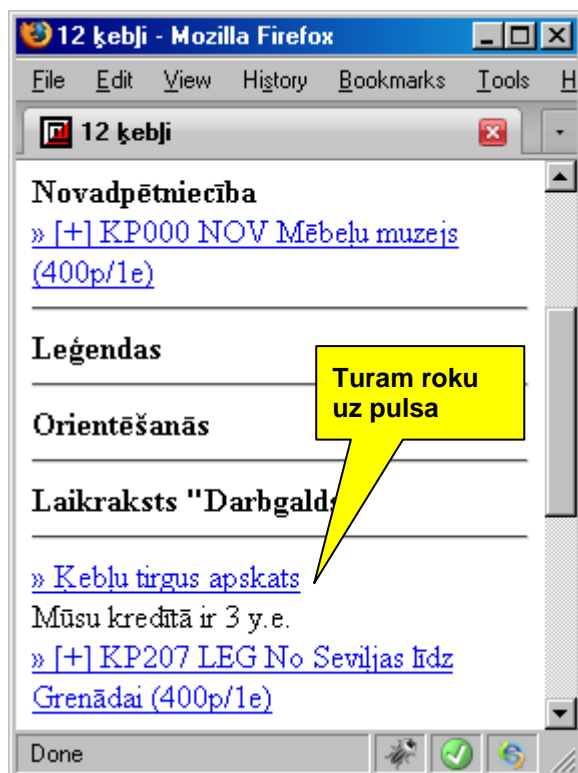 12 ķebļi - Mozilla Firefox
File Edit View History Bookmarks Tools H
12 ķebļi
Novadpētniecība
» [+] KP000 NOV Mēbeļu muzejs
(400p/1e)
Leģendas
Turam roku
uz pulsa
Orientēšanās
Laikraksts "Darbgalds
» Ķebļu tirgus apskats
Mūsu kredītā ir 3 y.e.
» [+] KP207 LEG No Seviljas līdz
Grenādai (400p/1e)
Done